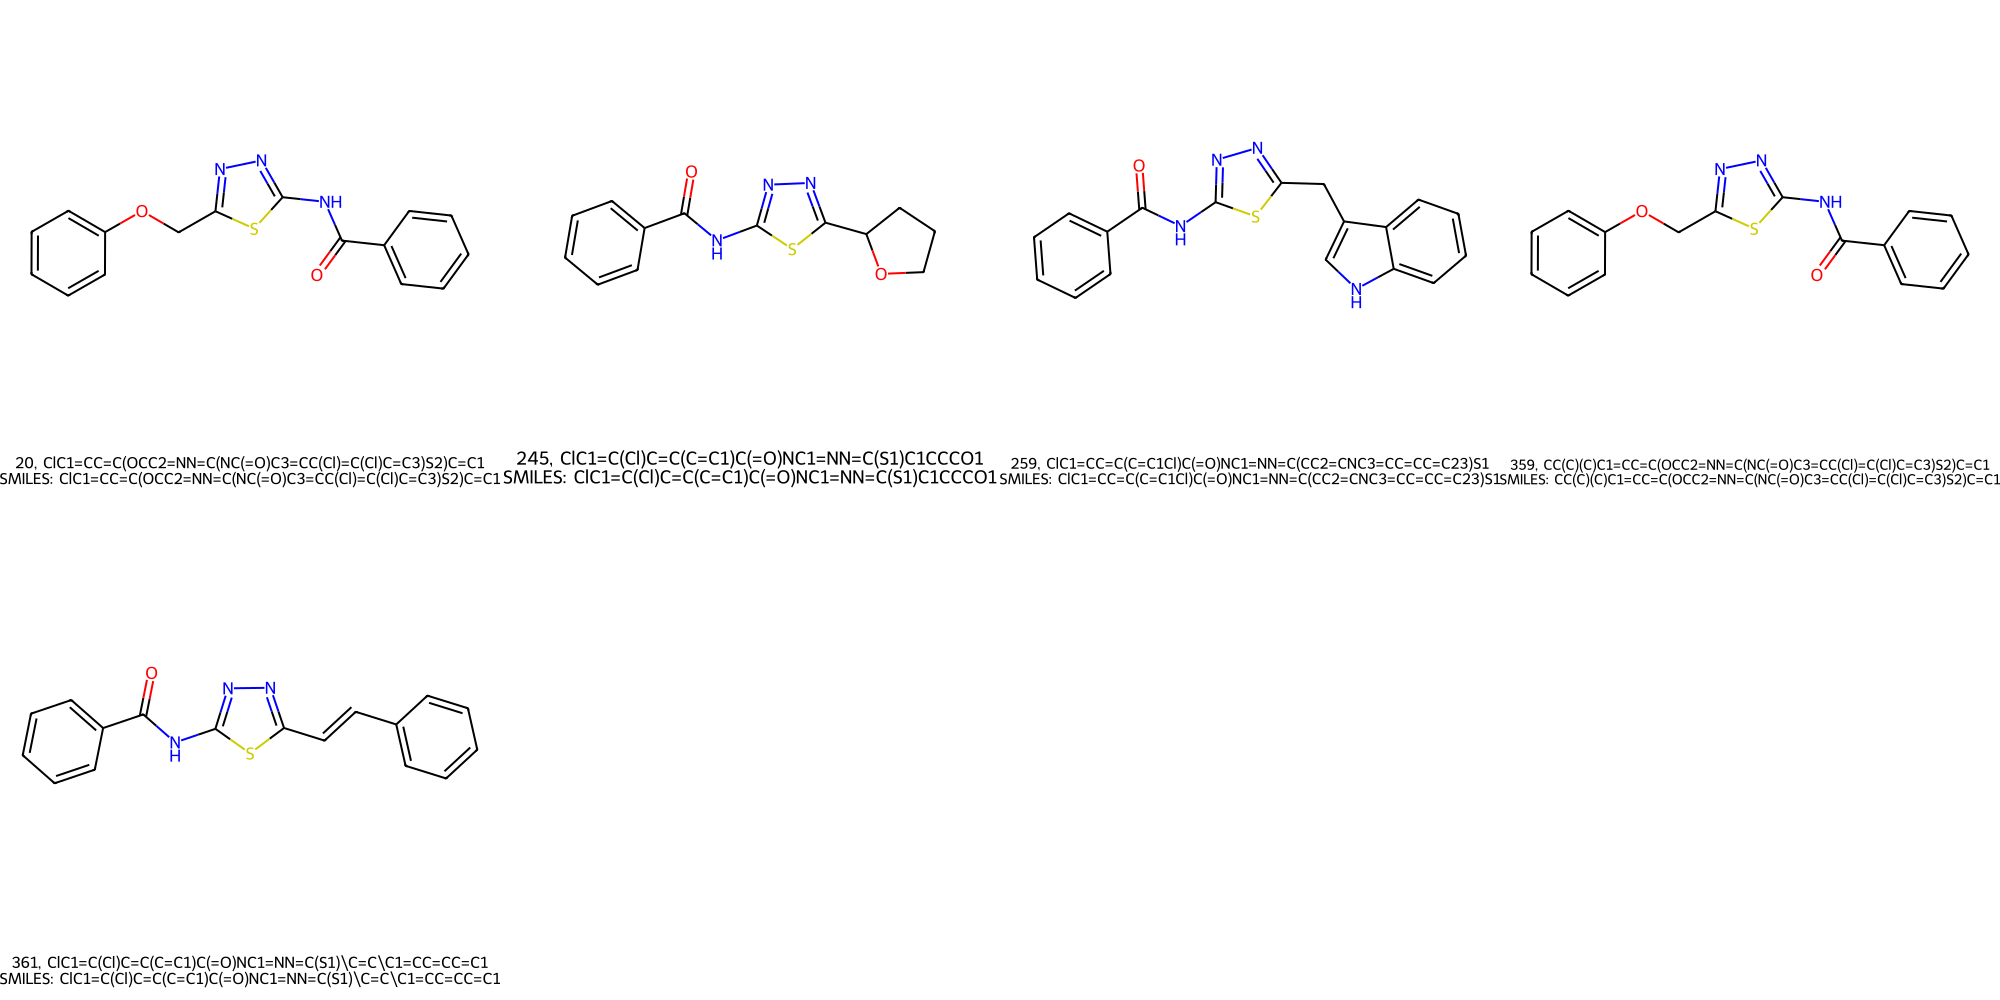 N N
O NH
S
O
O
N N
N
H
S
O
O
N N
N
H
S
N
H
N N
O NH
S
O
20, ClC1=CC=C(OCC2=NN=C(NC(=O)C3=CC(Cl)=C(Cl)C=C3)S2)C=C1
SMILES: ClC1=CC=C(OCC2=NN=C(NC(=O)C3=CC(Cl)=C(Cl)C=C3)S2)C=C1
245, ClC1=C(Cl)C=C(C=C1)C(=O)NC1=NN=C(S1)C1CCCO1
SMILES: ClC1=C(Cl)C=C(C=C1)C(=O)NC1=NN=C(S1)C1CCCO1
259, ClC1=CC=C(C=C1Cl)C(=O)NC1=NN=C(CC2=CNC3=CC=CC=C23)S1
SMILES: ClC1=CC=C(C=C1Cl)C(=O)NC1=NN=C(CC2=CNC3=CC=CC=C23)S1
359, CC(C)(C)C1=CC=C(OCC2=NN=C(NC(=O)C3=CC(Cl)=C(Cl)C=C3)S2)C=C1
SMILES: CC(C)(C)C1=CC=C(OCC2=NN=C(NC(=O)C3=CC(Cl)=C(Cl)C=C3)S2)C=C1
O
N N
N
H
S
361, ClC1=C(Cl)C=C(C=C1)C(=O)NC1=NN=C(S1)\C=C\C1=CC=CC=C1
SMILES: ClC1=C(Cl)C=C(C=C1)C(=O)NC1=NN=C(S1)\C=C\C1=CC=CC=C1